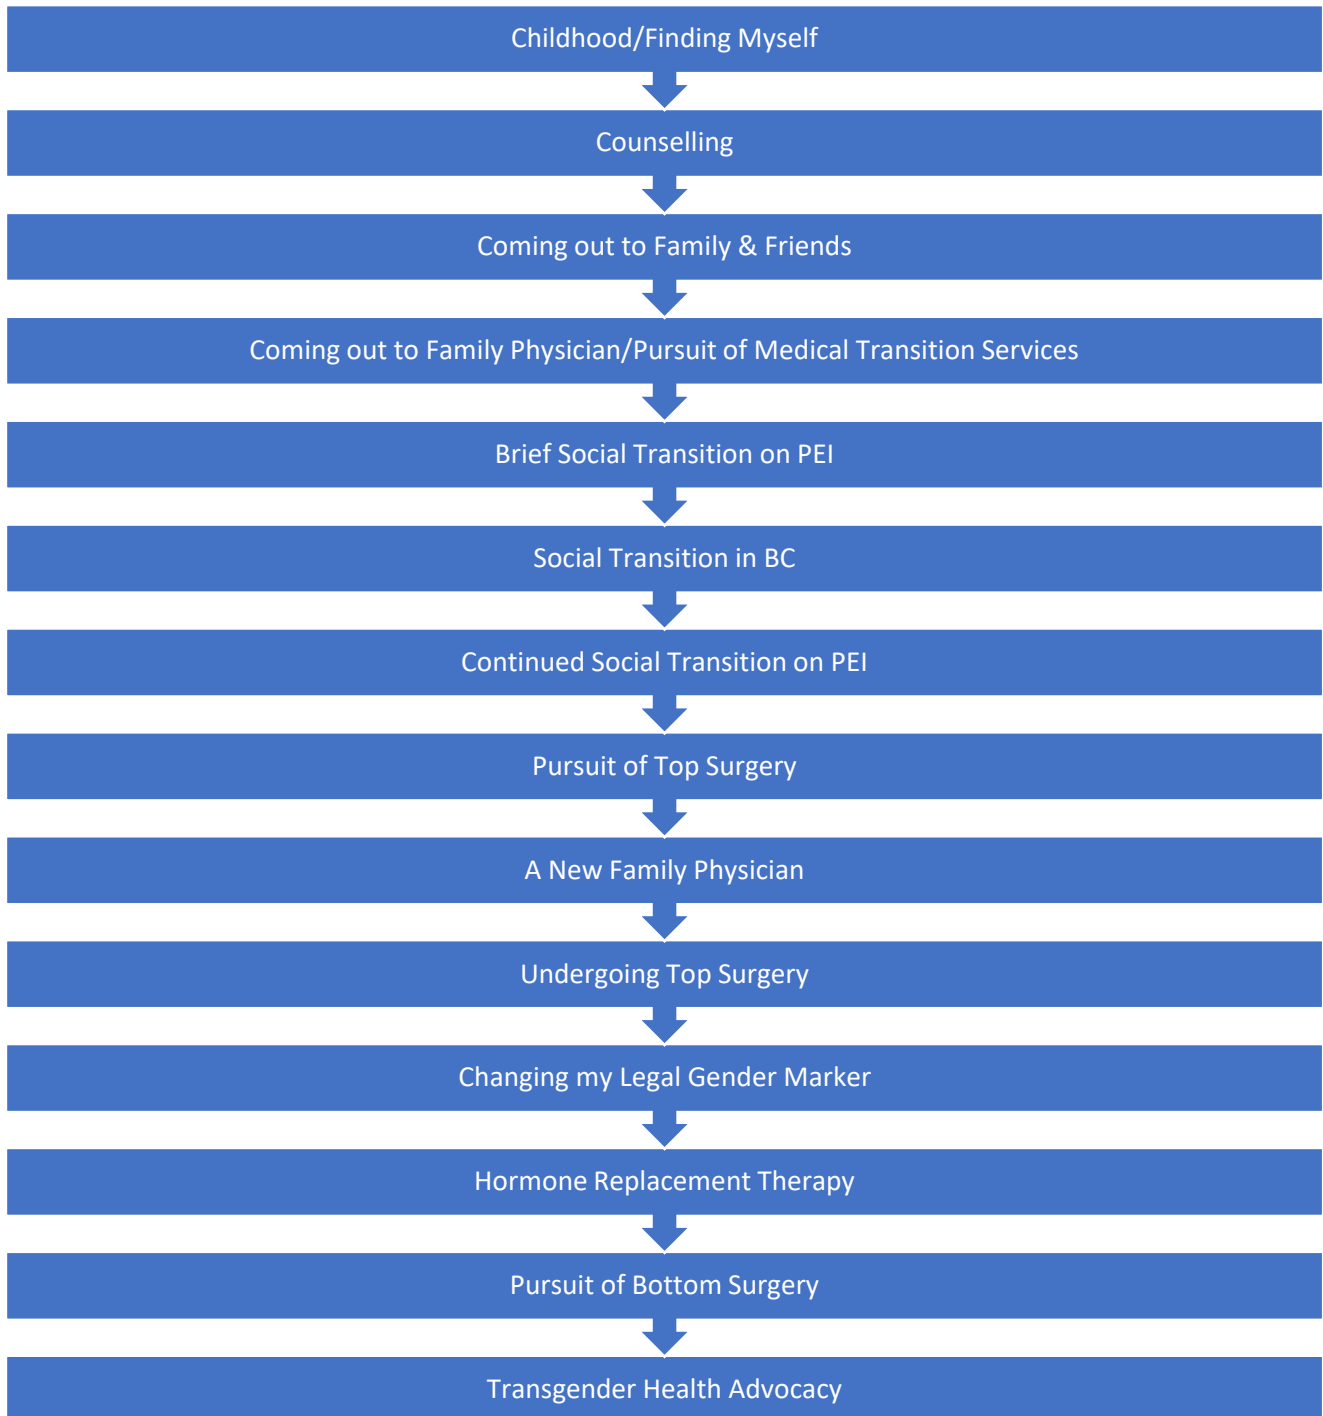 Childhood/Finding Myself
Counselling
Coming out to Family & Friends
Coming out to Family Physician/Pursuit of Medical Transition Services
Brief Social Transition on PEI
Social Transition in BC
Continued Social Transition on PEI
Pursuit of Top Surgery
A New Family Physician
Undergoing Top Surgery
Changing my Legal Gender Marker
Hormone Replacement Therapy
Pursuit of Bottom Surgery
Transgender Health Advocacy